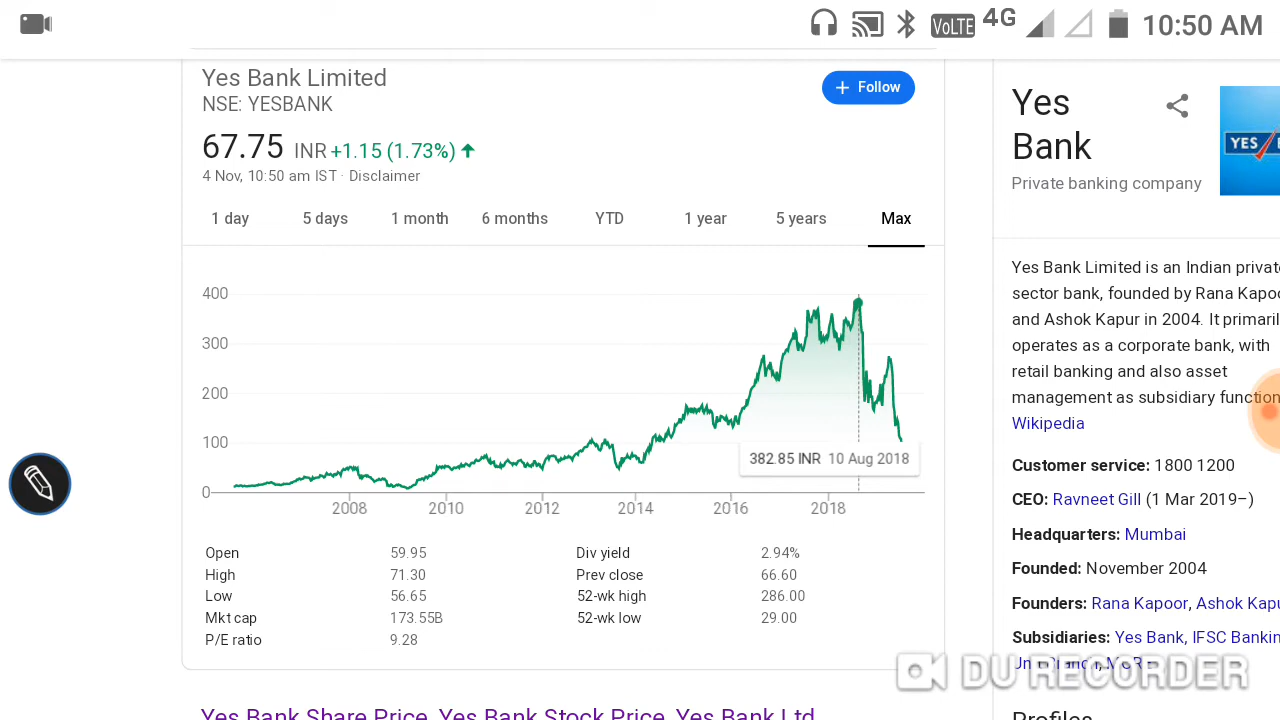 VoLTE 4G 10:50 AM
Yes Bank Limited
NSE: YESBANK
+ Follow
67.75 INR +1.15 (1.73%)
4 Nov, 10:50 am IST · Disclaimer
1 day 5 days 1 month 6 months YTD 1 year 5 years Max
400
300
200
100
0
382.85 INR 10 Aug 2018
2008 2010 2012 2014 2016 2018
Open 59.95 Div yield 2.94%
High 71.30 Prev close 66.60
Low 56.65 52-wk high 286.00
Mkt cap 173.55B 52-wk low 29.00
P/E ratio 9.28
Yes Bank Share Price, Yes Bank Stock Price, Yes Bank Ltd
Yes
Bank
YES
Private banking company
Yes Bank Limited is an Indian private
sector bank, founded by Rana Kapoo
and Ashok Kapur in 2004. It primaril
operates as a corporate bank, with
retail banking and also asset
management as subsidiary function
Wikipedia
Customer service: 1800 1200
CEO: Ravneet Gill (1 Mar 2019–)
Headquarters: Mumbai
Founded: November 2004
Founders: Rana Kapoor, Ashok Kapu
Subsidiaries: Yes Bank, IFSC Bankin
DU RECORDER
Profiles